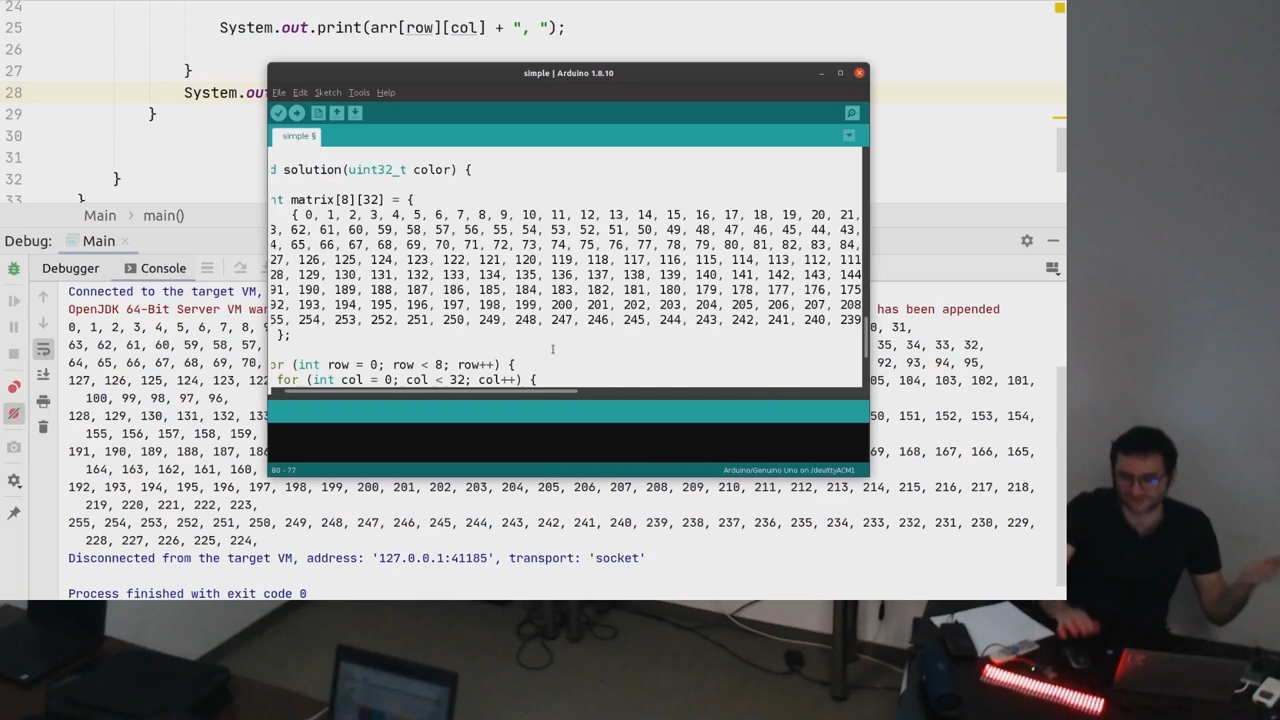 24
25 System.out.print(arr[row][col] + ", ");
26
27 }
28 System.ou
29 }
30
31
32 }
33 }
Main > main()
Debug: Main ×
Debugger Console
Connected to the target VM,
OpenJDK 64-Bit Server VM wa has been appended
0, 1, 2, 3, 4, 5, 6, 7, 8, 9 0, 31,
63, 62, 61, 60, 59, 58, 57, 35, 34, 33, 32,
64, 65, 66, 67, 68, 69, 70, 92, 93, 94, 95,
127, 126, 125, 124, 123, 122 05, 104, 103, 102, 101,
100, 99, 98, 97, 96,
128, 129, 130, 131, 132, 133 50, 151, 152, 153, 154,
155, 156, 157, 158, 159,
191, 190, 189, 188, 187, 186 69, 168, 167, 166, 165,
164, 163, 162, 161, 160,
192, 193, 194, 195, 196, 197, 198, 199, 200, 201, 202, 203, 204, 205, 206, 207, 208, 209, 210, 211, 212, 213, 214, 215, 216, 217, 218,
219, 220, 221, 222, 223,
255, 254, 253, 252, 251, 250, 249, 248, 247, 246, 245, 244, 243, 242, 241, 240, 239, 238, 237, 236, 235, 234, 233, 232, 231, 230, 229,
228, 227, 226, 225, 224,
Disconnected from the target VM, address: '127.0.0.1:41185', transport: 'socket'
Process finished with exit code 0
simple | Arduino 1.8.10
File Edit Sketch Tools Help
simple §
d solution(uint32_t color) {
nt matrix[8][32] = {
{ 0, 1, 2, 3, 4, 5, 6, 7, 8, 9, 10, 11, 12, 13, 14, 15, 16, 17, 18, 19, 20, 21,
3, 62, 61, 60, 59, 58, 57, 56, 55, 54, 53, 52, 51, 50, 49, 48, 47, 46, 45, 44, 43,
4, 65, 66, 67, 68, 69, 70, 71, 72, 73, 74, 75, 76, 77, 78, 79, 80, 81, 82, 83, 84,
27, 126, 125, 124, 123, 122, 121, 120, 119, 118, 117, 116, 115, 114, 113, 112, 111
28, 129, 130, 131, 132, 133, 134, 135, 136, 137, 138, 139, 140, 141, 142, 143, 144
91, 190, 189, 188, 187, 186, 185, 184, 183, 182, 181, 180, 179, 178, 177, 176, 175
92, 193, 194, 195, 196, 197, 198, 199, 200, 201, 202, 203, 204, 205, 206, 207, 208
55, 254, 253, 252, 251, 250, 249, 248, 247, 246, 245, 244, 243, 242, 241, 240, 239
};
or (int row = 0; row < 8; row++) {
for (int col = 0; col < 32; col++) {
80 - 77 Arduino/Genuino Uno on /dev/ttyACM1